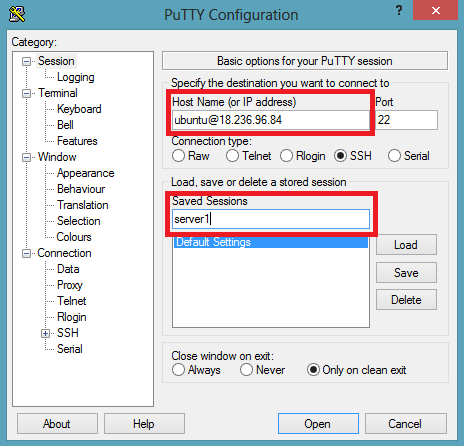 PuTTY Configuration
?
×
Category:
Session
Logging
Terminal
Keyboard
Bell
Features
Window
Appearance
Behaviour
Translation
Selection
Colours
Connection
Data
Proxy
Telnet
Rlogin
SSH
Serial
Basic options for your PuTTY session
Specify the destination you want to connect to
Host Name (or IP address) Port
ubuntu@18.236.96.84 22
Connection type:
Raw Telnet Rlogin SSH Serial
Load, save or delete a stored session
Saved Sessions
server1
Default Settings
Load
Save
Delete
Close window on exit:
Always Never Only on clean exit
About Help Open Cancel